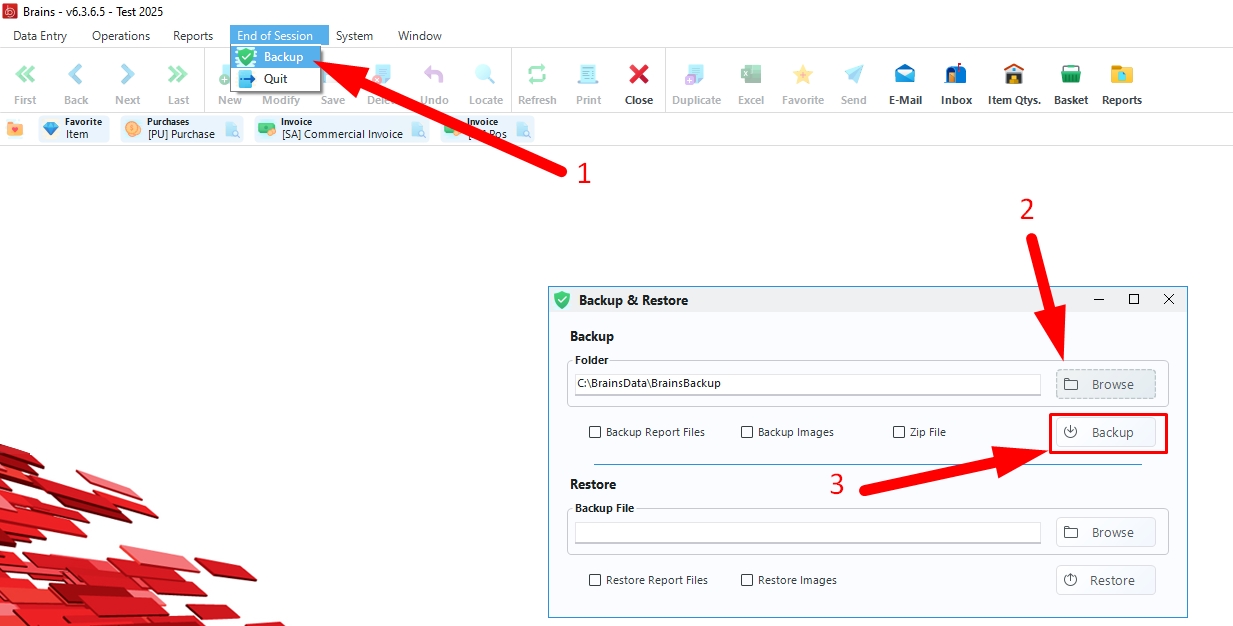 Brains - v6.3.6.5 - Test 2025
Data Entry Operations Reports End of Session System Window
Backup
Quit
First Back Next Last New Modify Save Delete Undo Locate Refresh Print Close Duplicate Excel Favorite Send E-Mail Inbox Item Qtys. Basket Reports
Favorite
Item
Purchases
[PU] Purchase
Invoice
[SA] Commercial Invoice
Invoice
Pos
1
2
Backup & Restore
Backup
Folder
C:\BrainsData\BrainsBackup
Browse
Backup Report Files Backup Images Zip File Backup
3
Restore
Backup File
Browse
Restore Report Files Restore Images Restore